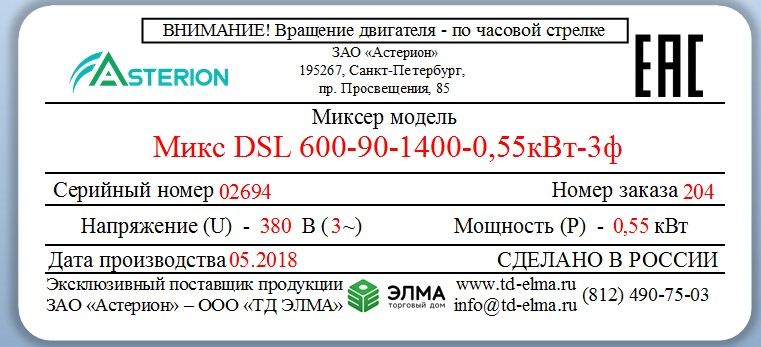 ВНИМАНИЕ! Вращение двигателя - по часовой стрелке
ASTERION
ЗАО «Астерион»
195267, Санкт-Петербург,
пр. Просвещения, 85
EAC
Миксер модель
Микс DSL 600-90-1400-0,55кВт-3ф
Серийный номер 02694 Номер заказа 204
Напряжение (U) - 380 В (3~) Мощность (P) - 0,55 кВт
Дата производства 05.2018 СДЕЛАНО В РОССИИ
Эксклюзивный поставщик продукции
ЗАО «Астерион» – ООО «ТД ЭЛМА»
ЭЛМА
торговый дом
www.td-elma.ru
info@td-elma.ru
(812) 490-75-03